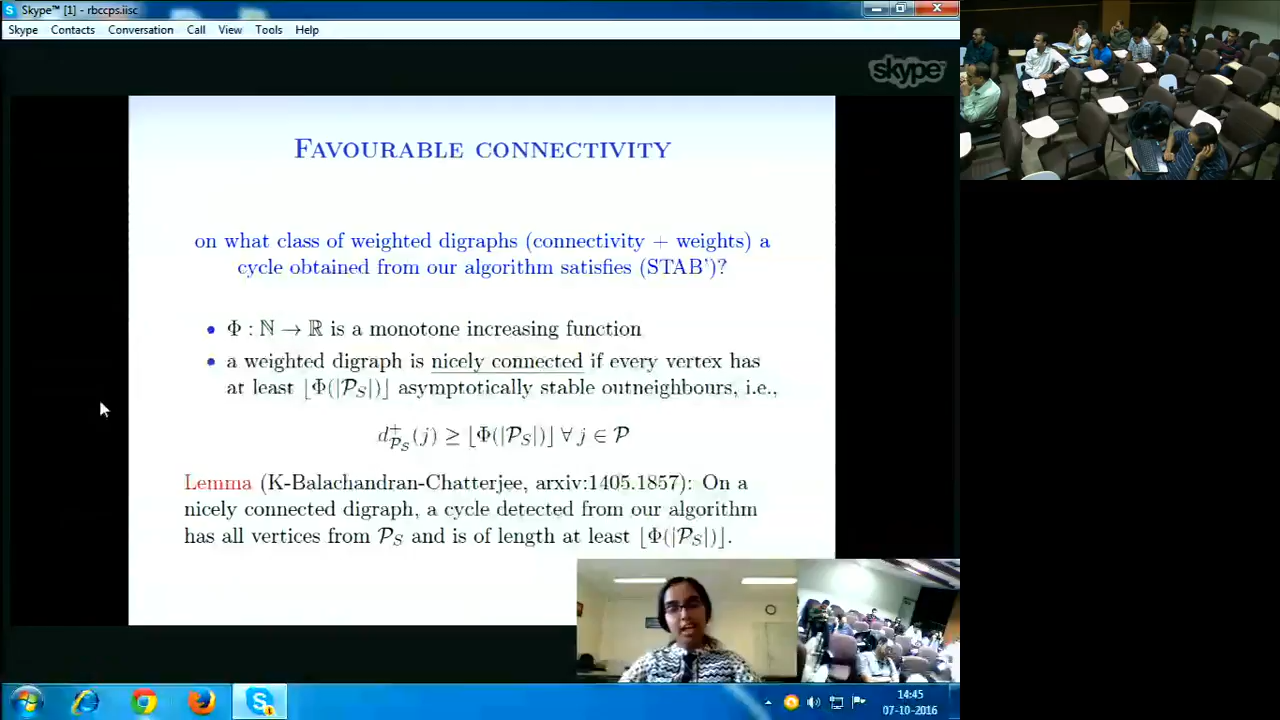 Skype™ [1] - rbccps.iisc
Skype Contacts Conversation Call View Tools Help
skype
FAVOURABLE CONNECTIVITY
on what class of weighted digraphs (connectivity + weights) a
cycle obtained from our algorithm satisfies (STAB')?
• Φ : ℕ → ℝ is a monotone increasing function
• a weighted digraph is nicely connected if every vertex has
at least ⌊Φ(|𝒫_S|)⌋ asymptotically stable outneighbours, i.e.,
d⁺_{𝒫_S}(j) ≥ ⌊Φ(|𝒫_S|)⌋ ∀ j ∈ 𝒫
Lemma (K-Balachandran-Chatterjee, arxiv:1405.1857): On a
nicely connected digraph, a cycle detected from our algorithm
has all vertices from 𝒫_S and is of length at least ⌊Φ(|𝒫_S|)⌋.
14:45
07-10-2016